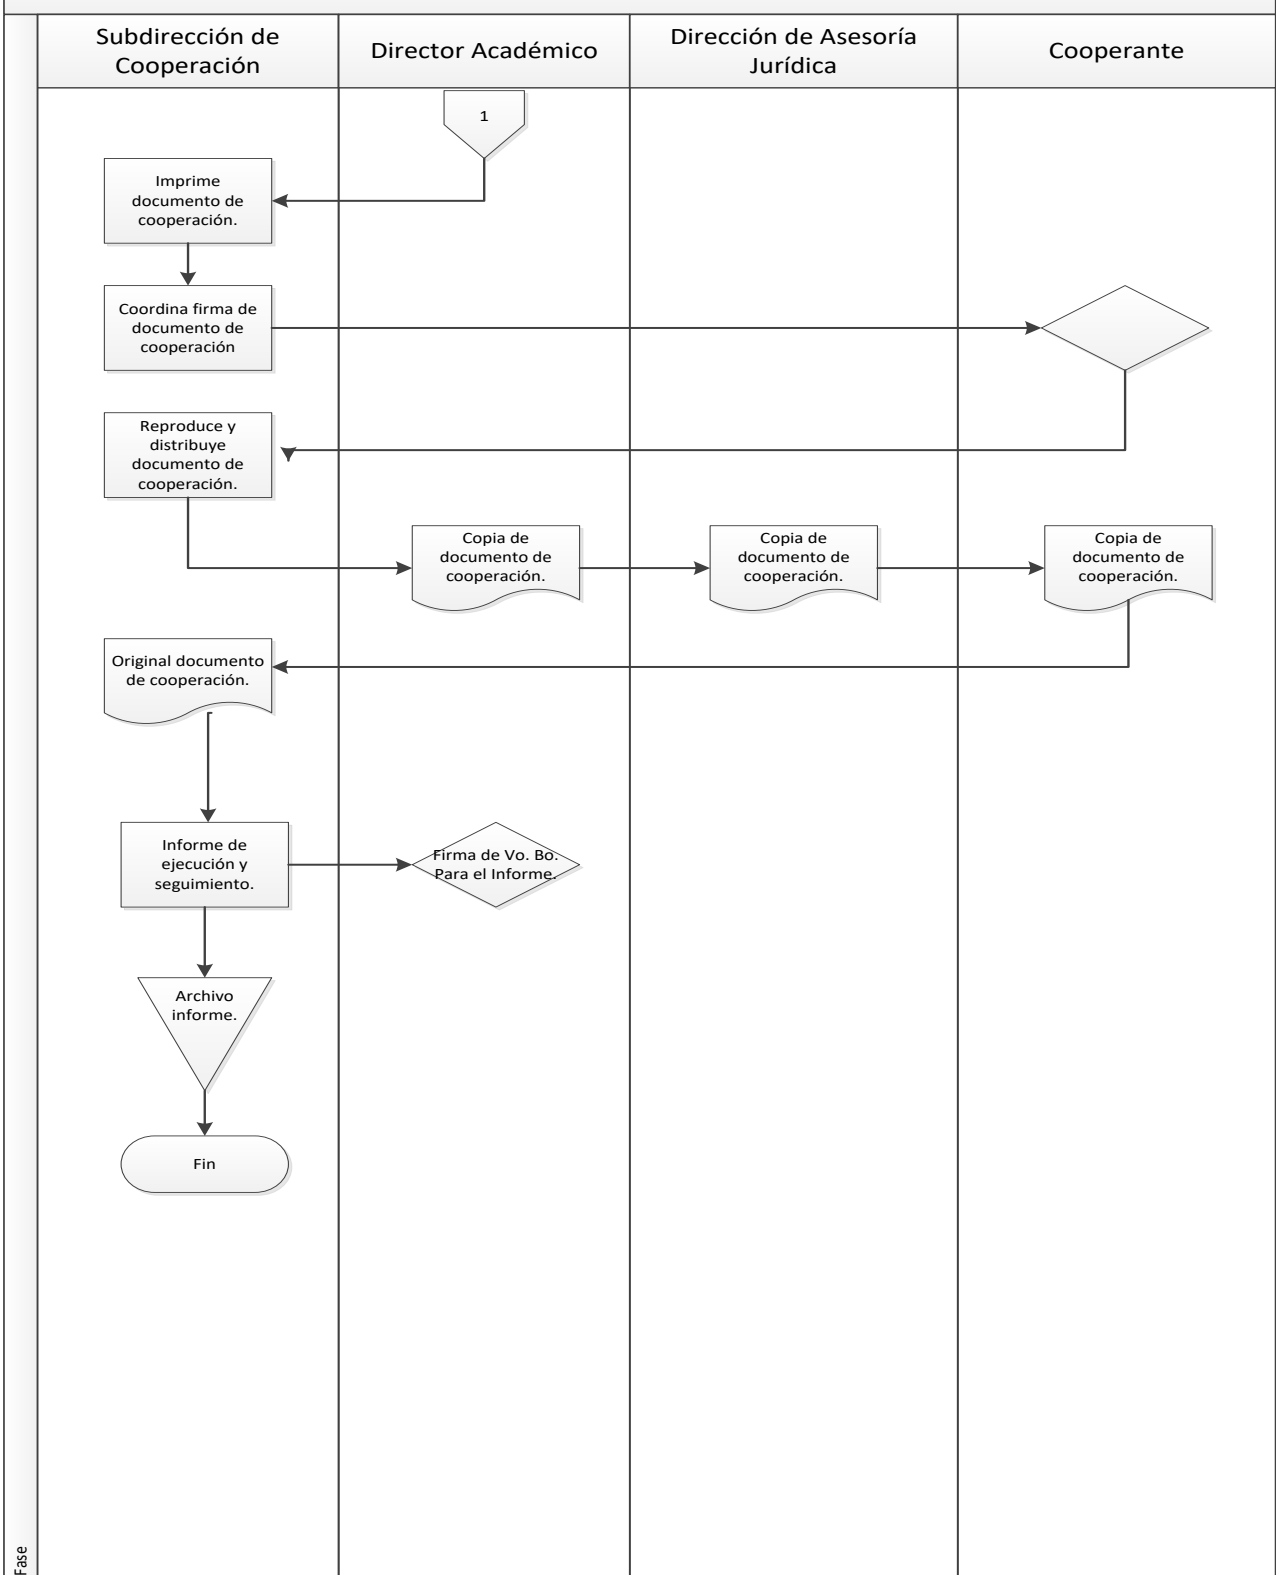 Subdirección de
Cooperación
Director Académico
Dirección de Asesoría
Jurídica
Cooperante
1
Imprime
documento de
cooperación.
Coordina firma de
documento de
cooperación
Reproduce y
distribuye
documento de
cooperación.
Copia de
documento de
cooperación.
Copia de
documento de
cooperación.
Copia de
documento de
cooperación.
Original documento
de cooperación.
Informe de
ejecución y
seguimiento.
Firma de Vo. Bo.
Para el Informe.
Archivo
informe.
Fin
Fase